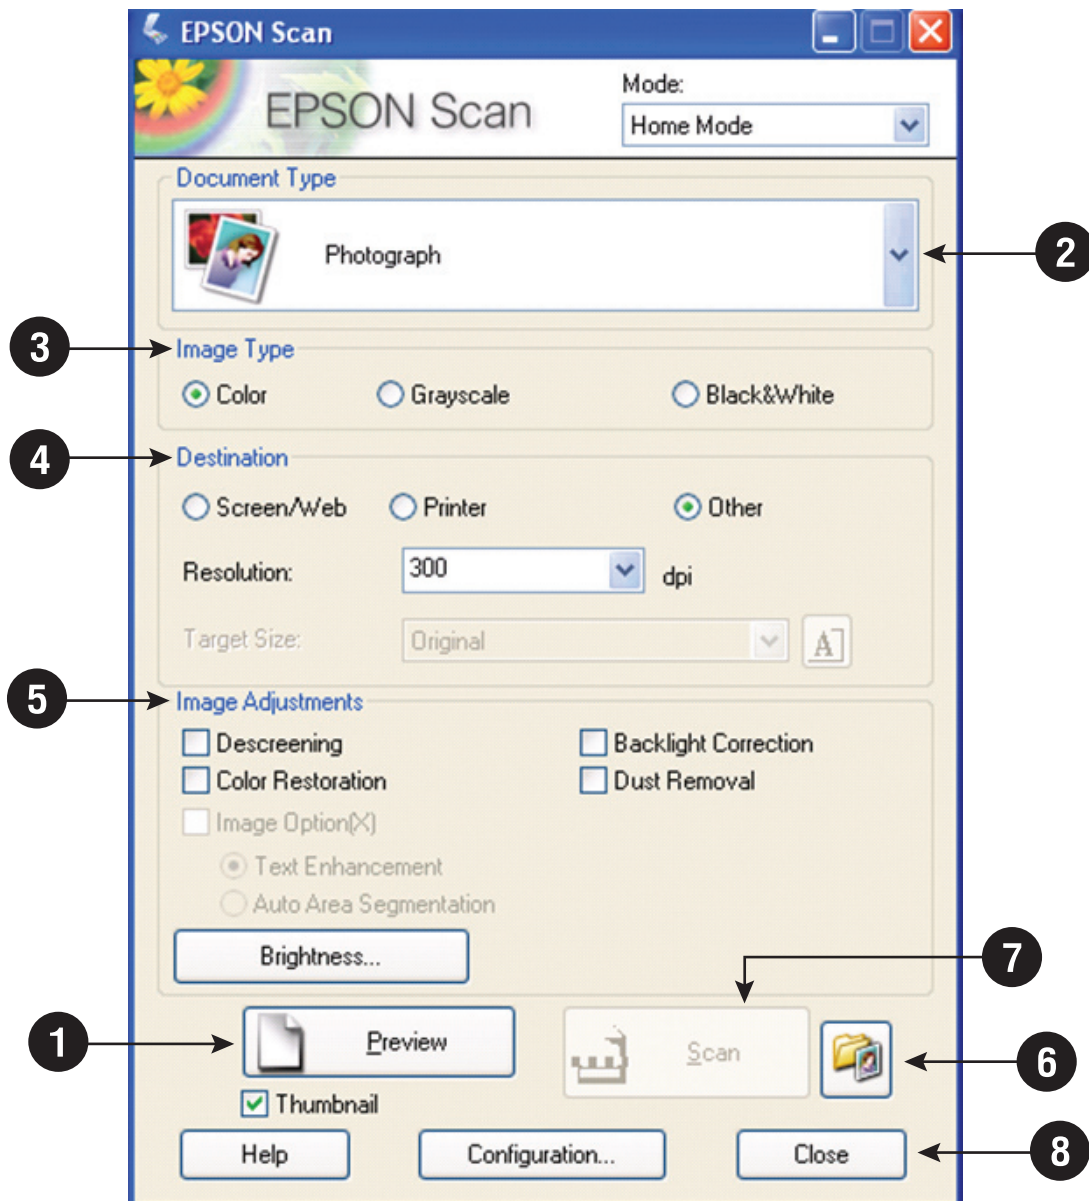 EPSON Scan
EPSON Scan
Mode:
Home Mode
Document Type
Photograph
2
3
Image Type
Color Grayscale Black&White
4
Destination
Screen/Web Printer Other
Resolution: 300 dpi
Target Size: Original A
5
Image Adjustments
Descreening Backlight Correction
Color Restoration Dust Removal
Image Option(X)
Text Enhancement
Auto Area Segmentation
Brightness...
7
1
Preview Scan
6
Thumbnail
Help Configuration... Close
8